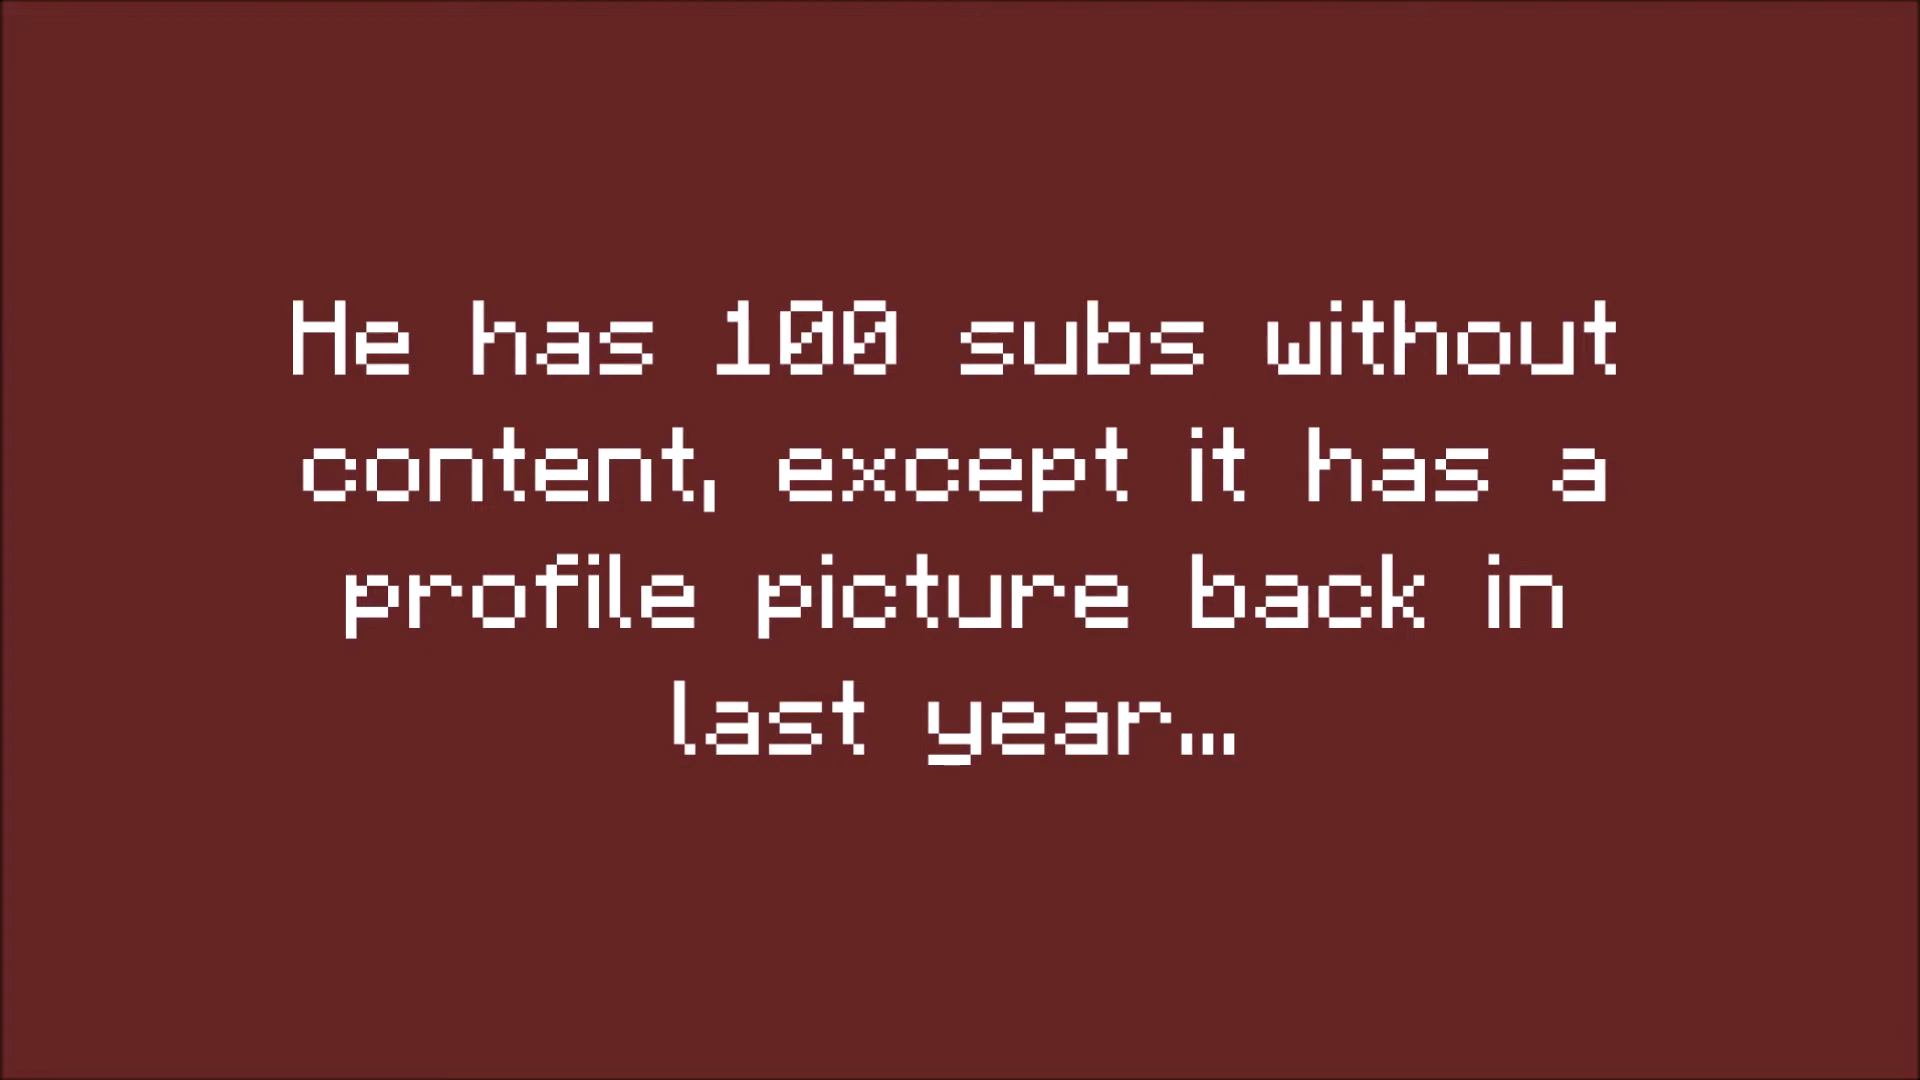 He has 100 subs without
content, except it has a
profile picture back in
last year...